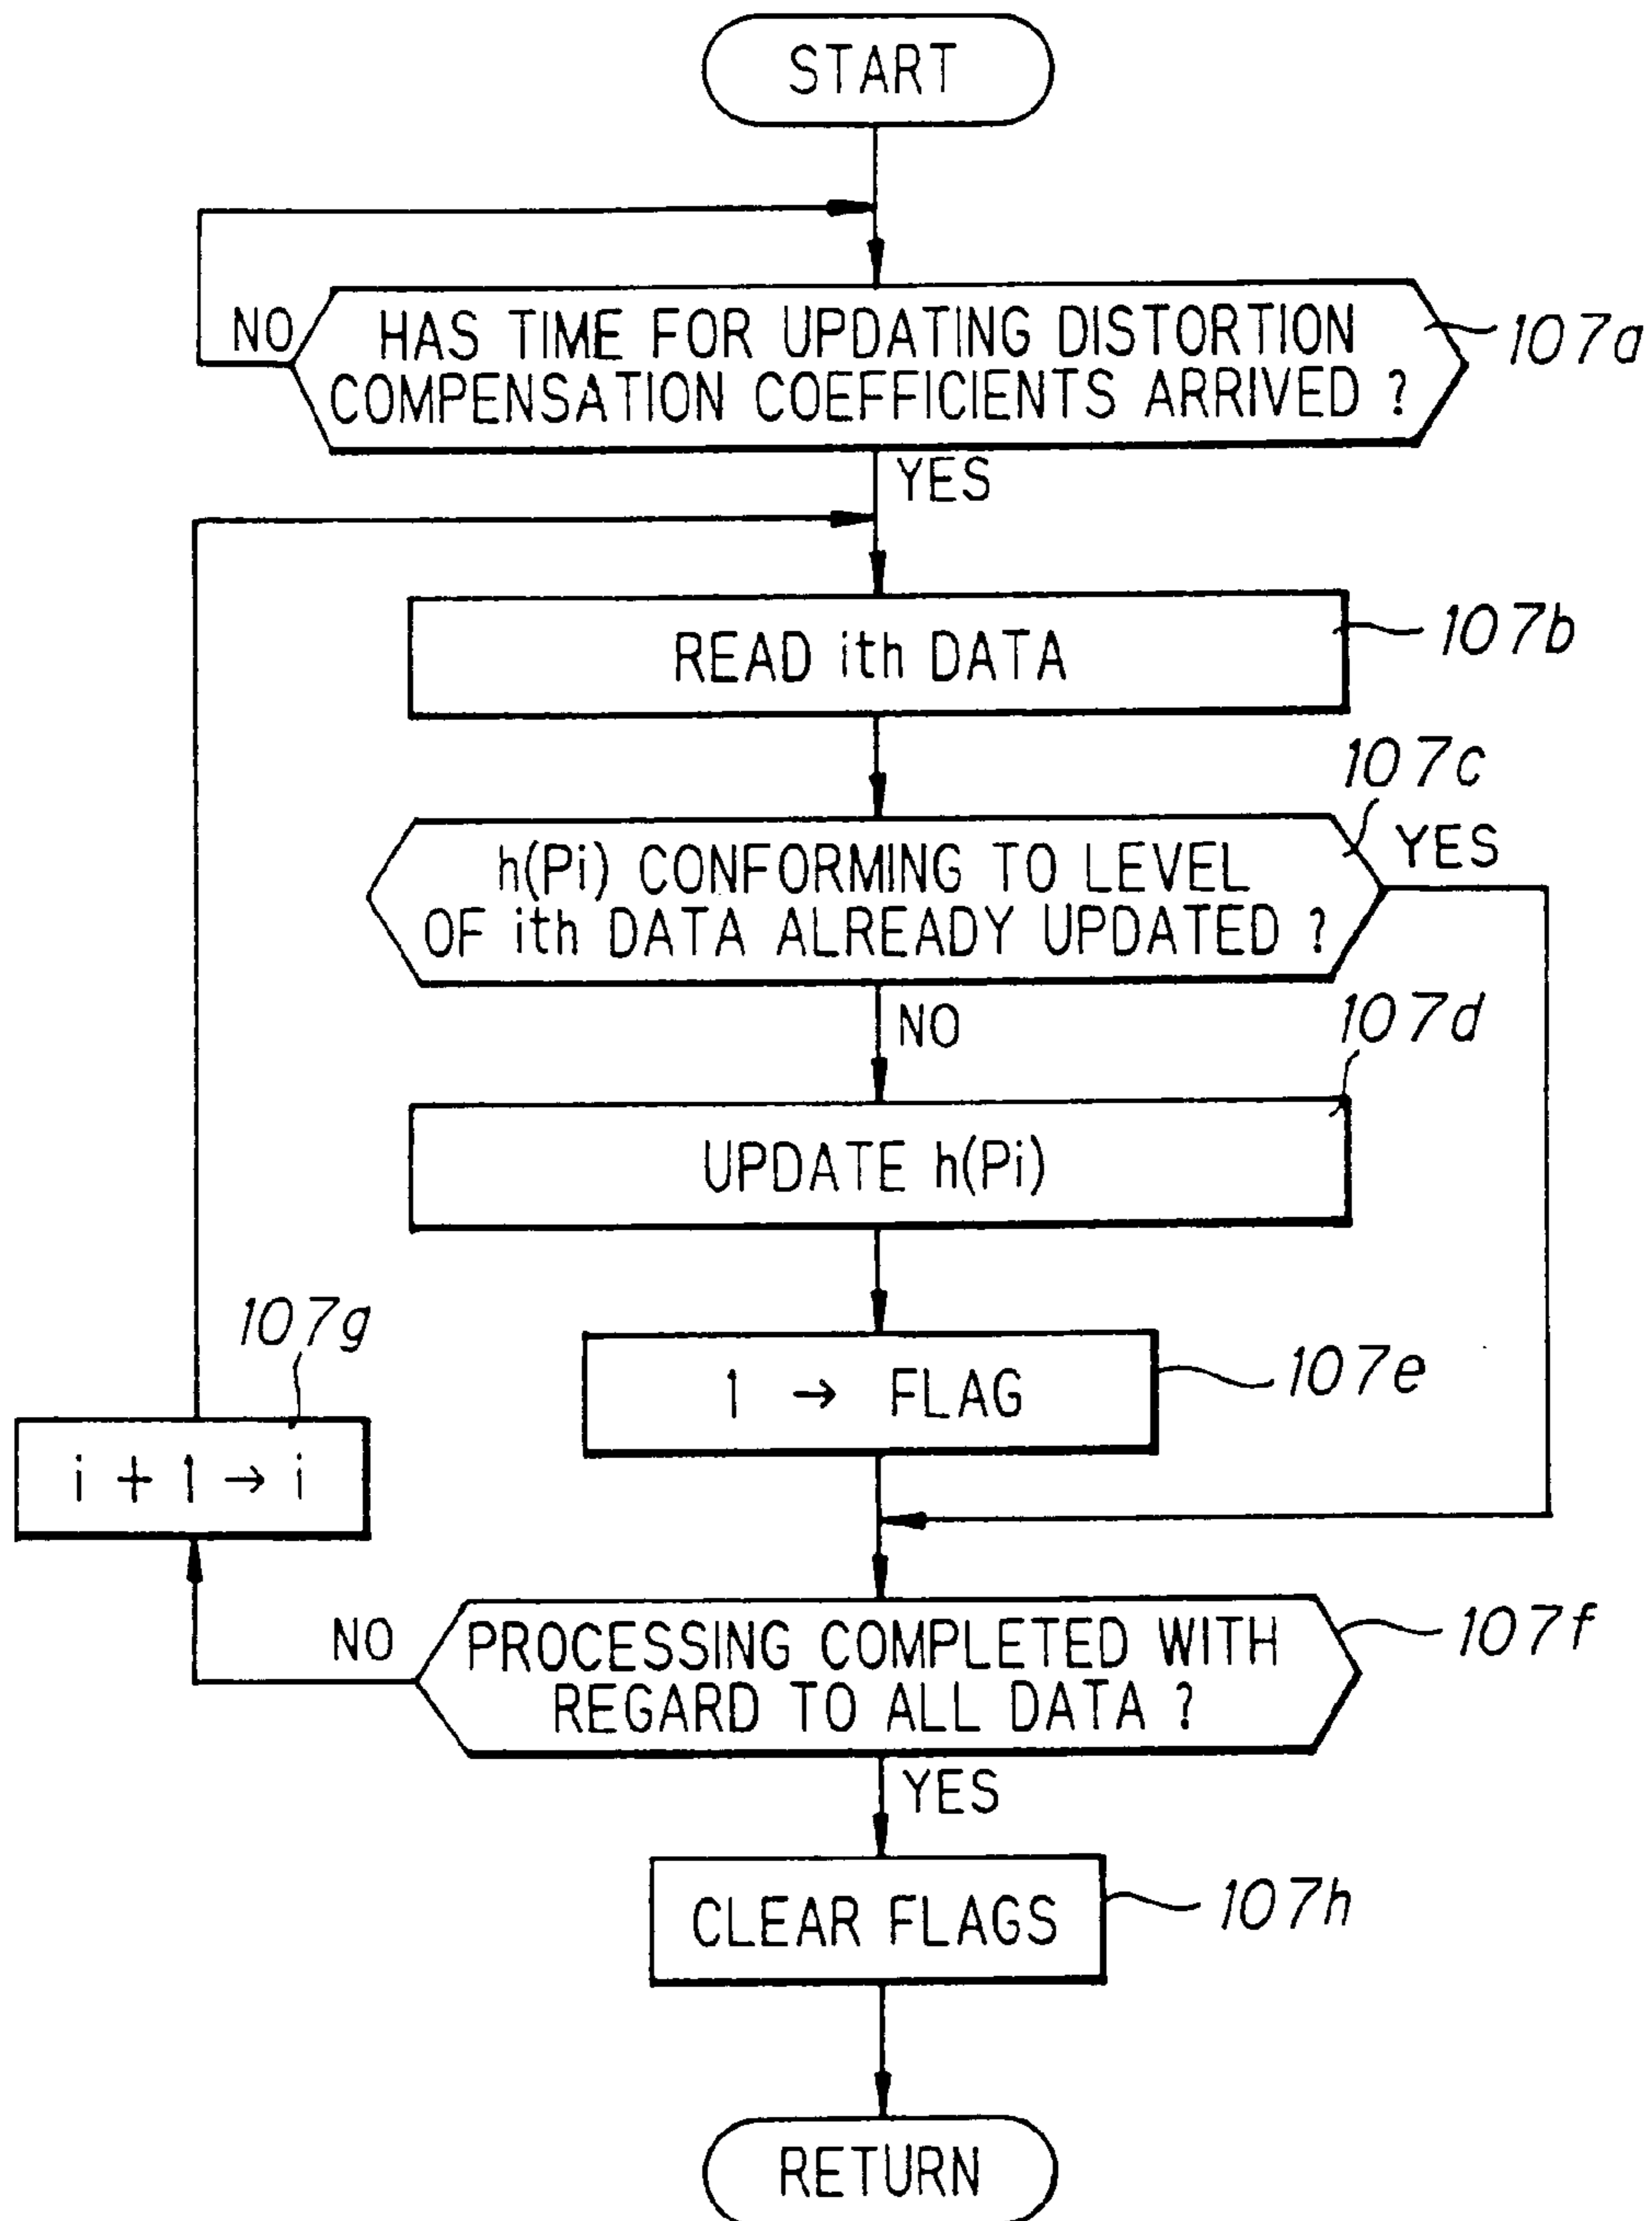 START
NO
HAS TIME FOR UPDATING DISTORTION
COMPENSATION COEFFICIENTS ARRIVED ?
107a
YES
READ ith DATA
107b
107c
h(Pi) CONFORMING TO LEVEL
OF ith DATA ALREADY UPDATED ?
YES
NO
107d
UPDATE h(Pi)
107g
1 → FLAG
107e
i + 1 → i
NO
PROCESSING COMPLETED WITH
REGARD TO ALL DATA ?
107f
YES
CLEAR FLAGS
107h
RETURN